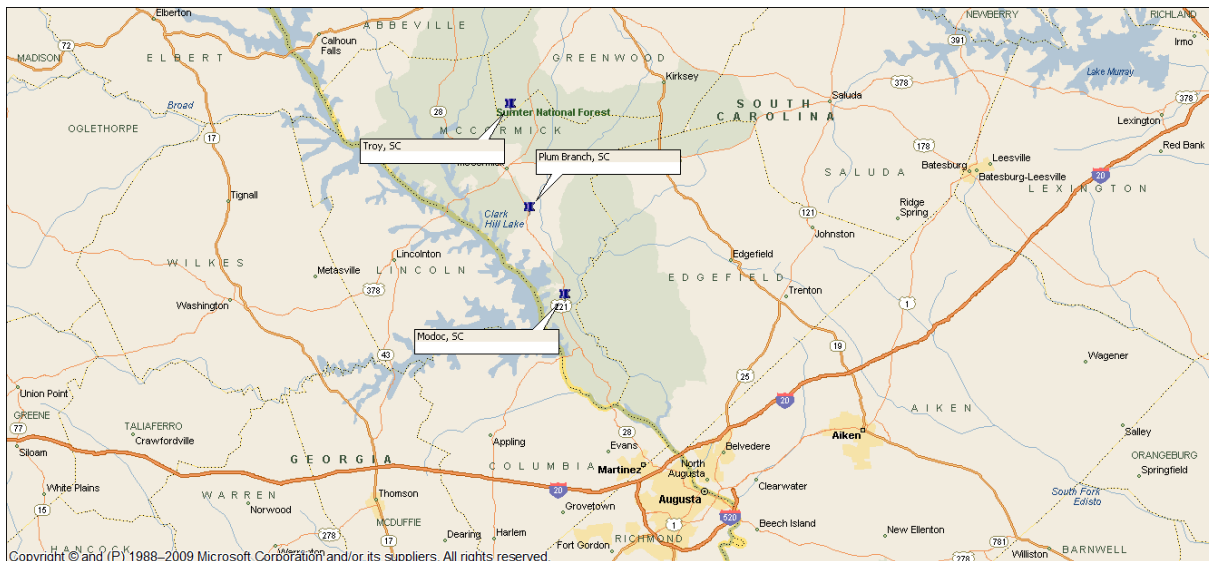 Elberton
ABBEVILLE
NEWBERRY
RICHLAND
72
Calhoun
Falls
391
Irmo
MADISON
ELBERT
GREENWOOD
Kirksey
378
Lake Murray
Broad
28
Sumter National Forest
SOUTH
CAROLINA
Saluda
378
Lexington
OGLETHORPE
17
MCCORMICK
Troy, SC
Plum Branch, SC
178
Leesville
Red Bank
Batesburg
Batesburg-Leesville
SALUDA
LEXINGTON
20
Tignall
Clark
Hill Lake
121
Ridge
Spring
Johnston
WILKES
Metasville
Lincolnton
LINCOLN
Edgefield
EDGEFIELD
378
Trenton
Washington
221
1
Modoc, SC
43
19
Wagener
25
Union Point
20
GREENE
77
TALIAFERRO
Crawfordville
AIKEN
Siloam
Appling
28
Evans
Belvedere
Aiken
Salley
GEORGIA
COLUMBIA
Martinez
North
Augusta
ORANGEBURG
Springfield
White Plains
WARREN
20
Thomson
Augusta
Clearwater
South Fork
Edisto
15
Norwood
Grovetown
520
MCDUFFIE
1
Beech Island
278
17
Dearing
Harlem
New Ellenton
HANCOCK
Fort Gordon
RICHMOND
278
781
Williston
BARNWELL
Copyright © and (P) 1988–2009 Microsoft Corporation and/or its suppliers. All rights reserved.